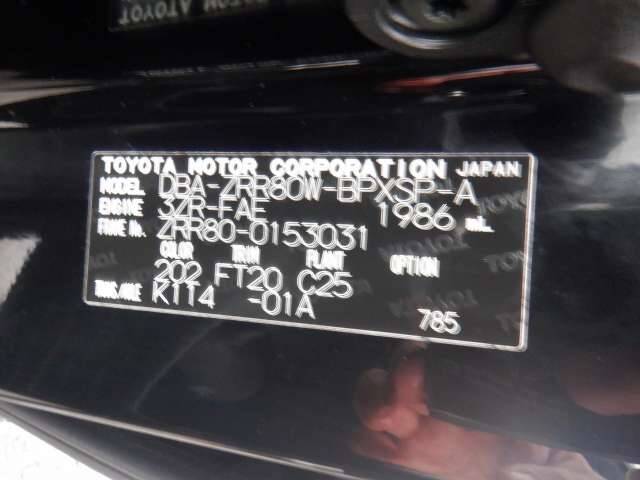 TOYOTA MOTOR CORPORATION JAPAN
MODEL DBA-ZRR80W-BPXSP-A
ENGINE 3ZR-FAE 1986 mL.
FRAME No. ZRR80-0153031
COLOR TRIM PLANT OPTION
202 FT20 C25
TRANS./AXLE K114 -01A
785